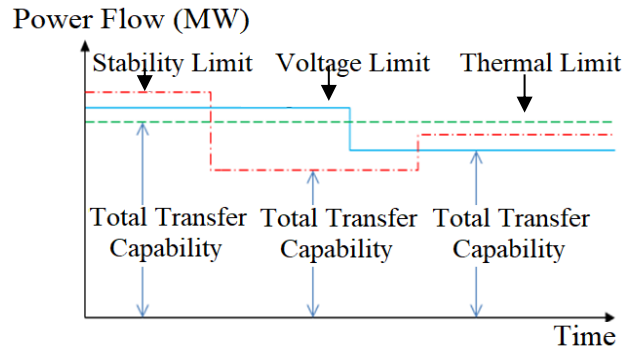 Power Flow (MW)
Stability Limit
Voltage Limit
Thermal Limit
Total Transfer
Capability
Total Transfer
Capability
Total Transfer
Capability
Time